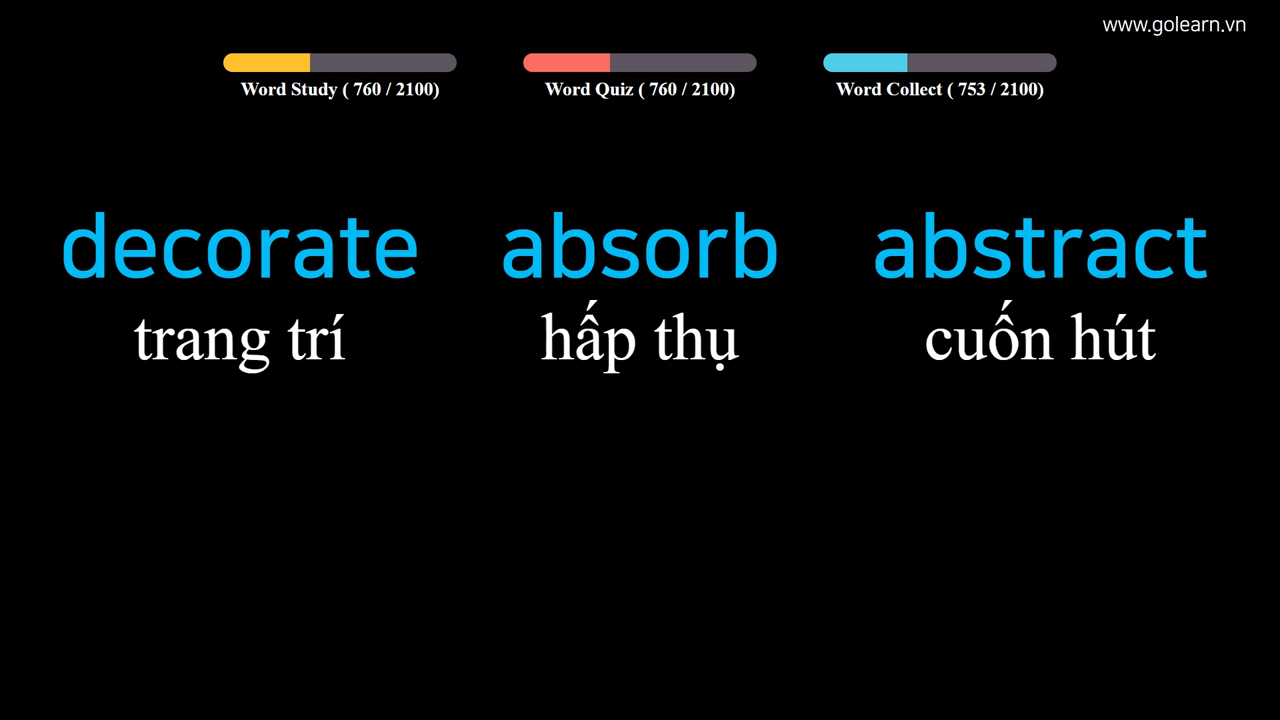 www.golearn.vn
Word Study ( 760 / 2100)
Word Quiz ( 760 / 2100)
Word Collect ( 753 / 2100)
decorate absorb abstract
trang trí hấp thụ cuốn hút